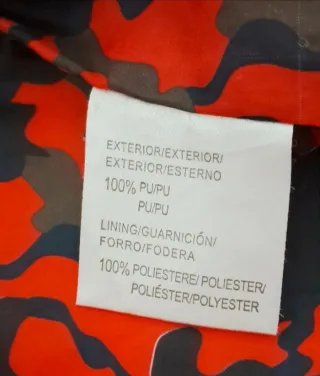 EXTERIOR/EXTERIOR/
EXTERIOR/ESTERNO
100% PU/PU
PU/PU
LINING/GUARNICIÓN/
FORRO/FODERA
100% POLIESTERE/ POLIESTER/
POLIÉSTER/POLYESTER